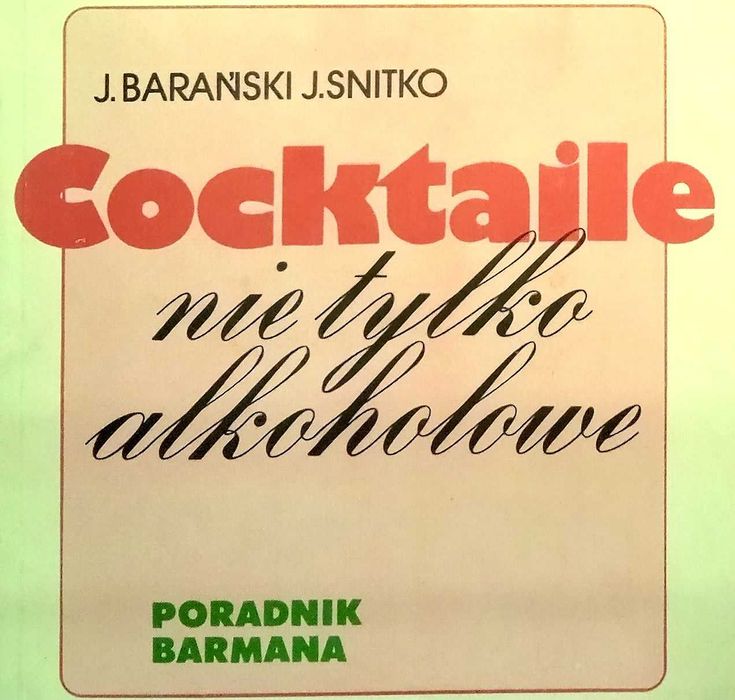 J. BARAŃSKI J. SNITKO
Cocktaile
nie tylko
alkoholowe
PORADNIK
BARMANA